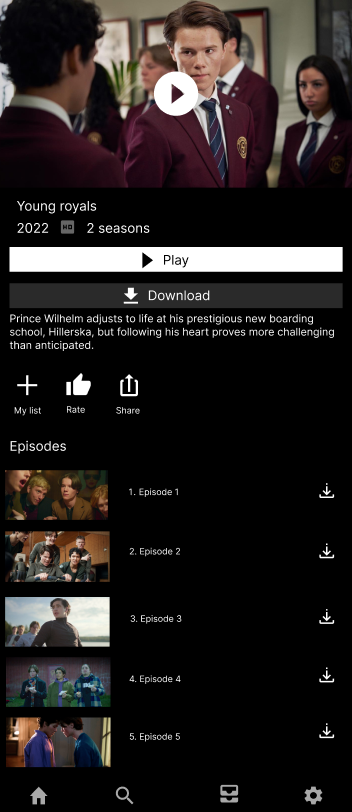 Young royals
2022 HD 2 seasons
Play
Download
Prince Wilhelm adjusts to life at his prestigious new boarding
school, Hillerska, but following his heart proves more challenging
than anticipated.
My list Rate Share
Episodes
1. Episode 1
2. Episode 2
3. Episode 3
4. Episode 4
5. Episode 5